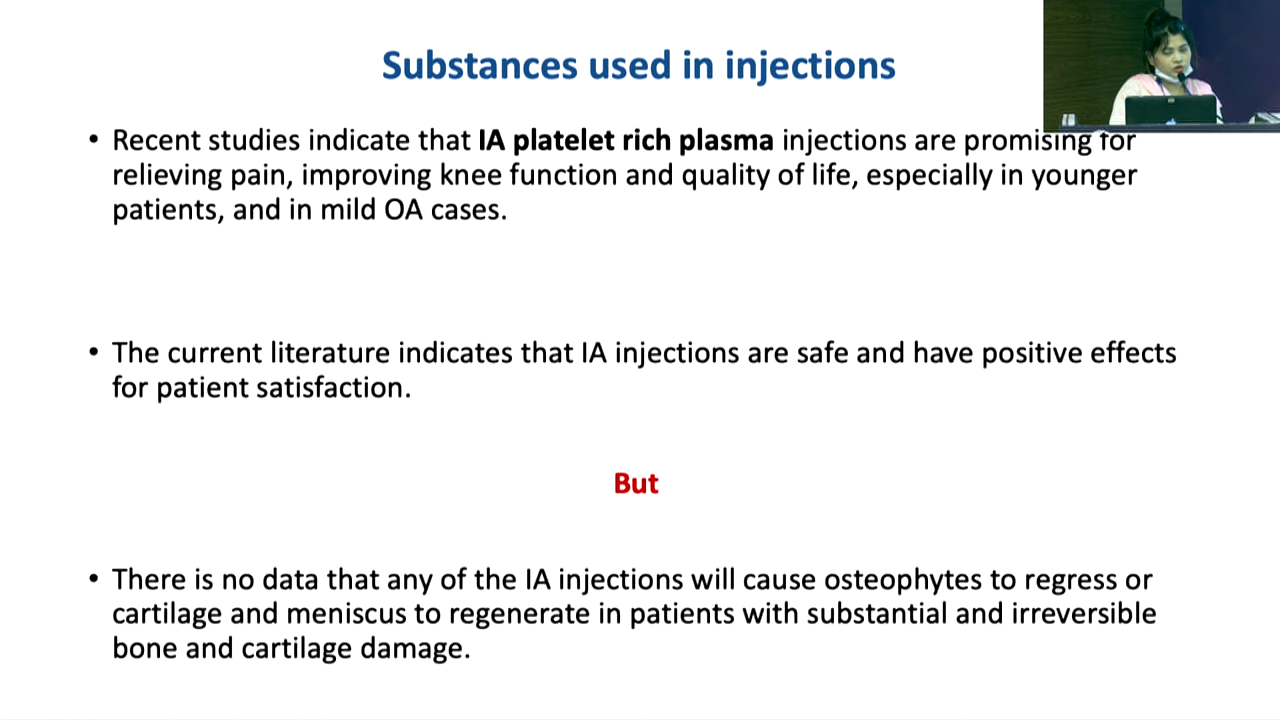 Substances used in injections
• Recent studies indicate that IA platelet rich plasma injections are promising for
relieving pain, improving knee function and quality of life, especially in younger
patients, and in mild OA cases.
• The current literature indicates that IA injections are safe and have positive effects
for patient satisfaction.
But
• There is no data that any of the IA injections will cause osteophytes to regress or
cartilage and meniscus to regenerate in patients with substantial and irreversible
bone and cartilage damage.